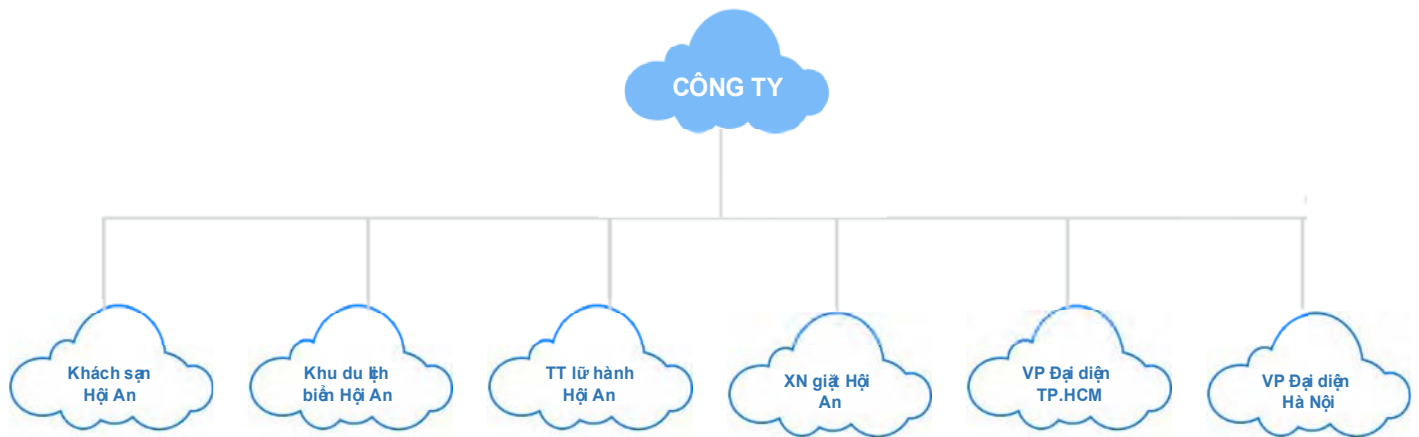 CÔNG TY
Khách sạn
Hội An
Khu du lịch
biển Hội An
TT lữ hành
Hội An
XN giặt Hội
An
VP Đại diện
TP.HCM
VP Đại diện
Hà Nội